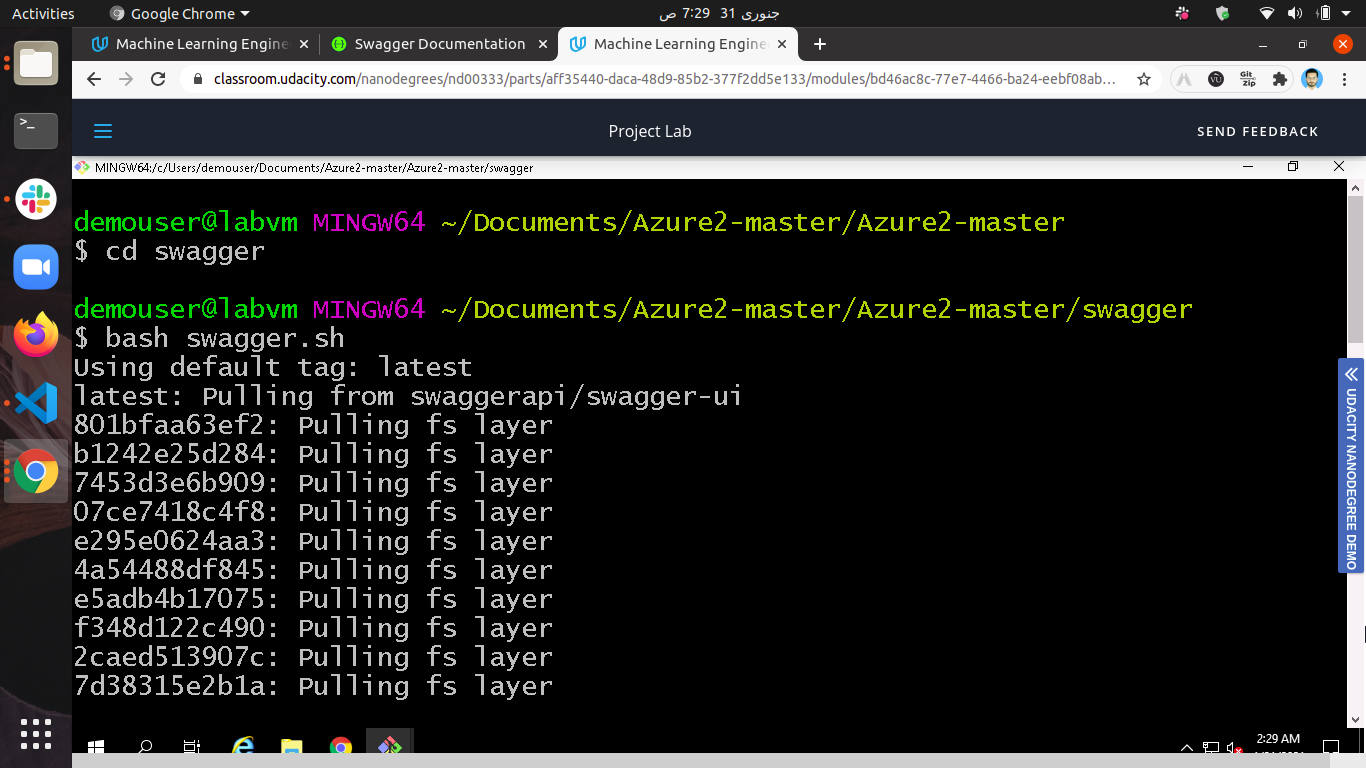 Activities
Google Chrome
جنوری 31 7:29 ص
Machine Learning Engine
Swagger Documentation
Machine Learning Engine
classroom.udacity.com/nanodegrees/nd00333/parts/aff35440-daca-48d9-85b2-377f2dd5e133/modules/bd46ac8c-77e7-4466-ba24-eebf08ab…
Git
Zip
Project Lab
SEND FEEDBACK
MINGW64:/c/Users/demouser/Documents/Azure2-master/Azure2-master/swagger
demouser@labvm MINGW64 ~/Documents/Azure2-master/Azure2-master
$ cd swagger
demouser@labvm MINGW64 ~/Documents/Azure2-master/Azure2-master/swagger
$ bash swagger.sh
Using default tag: latest
latest: Pulling from swaggerapi/swagger-ui
801bfaa63ef2: Pulling fs layer
b1242e25d284: Pulling fs layer
7453d3e6b909: Pulling fs layer
07ce7418c4f8: Pulling fs layer
e295e0624aa3: Pulling fs layer
4a54488df845: Pulling fs layer
e5adb4b17075: Pulling fs layer
f348d122c490: Pulling fs layer
2caed513907c: Pulling fs layer
7d38315e2b1a: Pulling fs layer
UDACITY NANODEGREE DEMO
2:29 AM